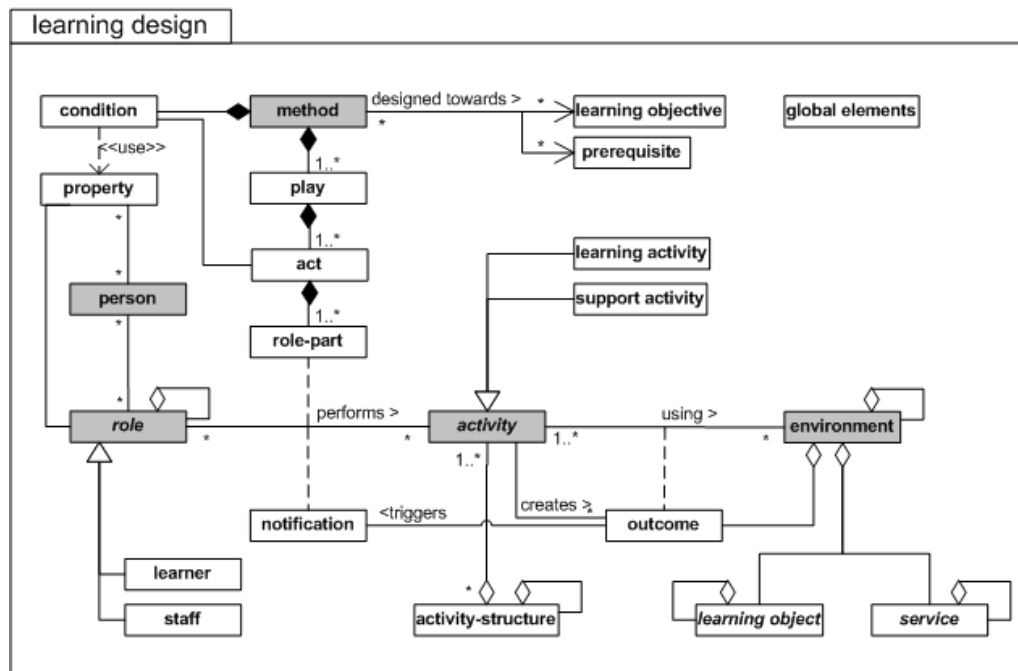 learning design
condition
method
designed towards >
*
*
learning objective
global elements
<<use>>
*
prerequisite
1..*
property
play
*
1..*
act
learning activity
*
person
support activity
*
1..*
role-part
*
role
*
performs >
*
activity
1..*
using >
*
environment
1..*
<triggers
creates >
*
notification
outcome
learner
*
staff
activity-structure
learning object
service